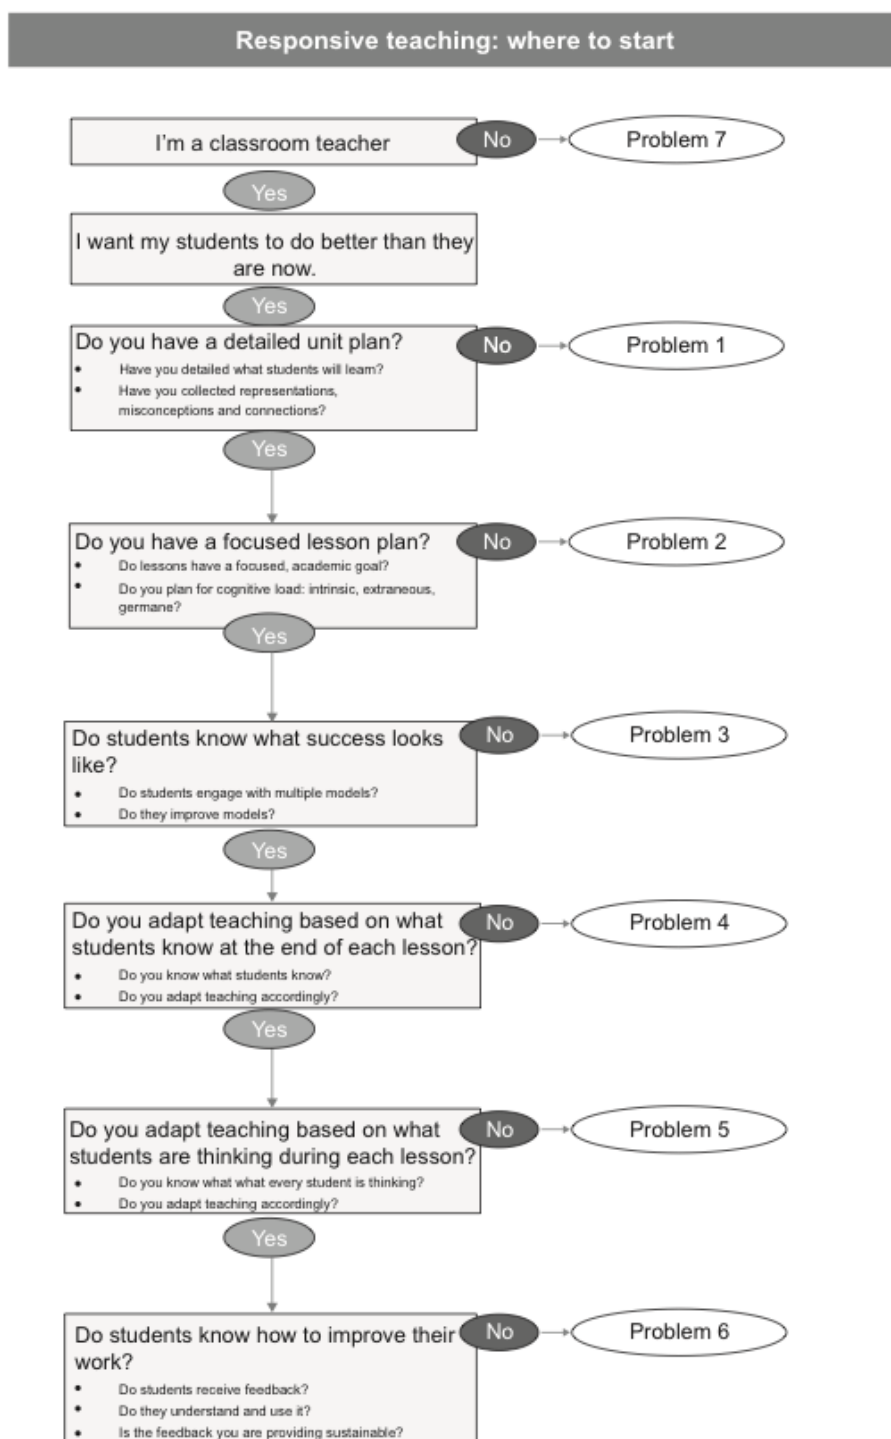 Responsive teaching: where to start
I'm a classroom teacher
No
Problem 7
Yes
I want my students to do better than they
are now.
Yes
Do you have a detailed unit plan?
No
Problem 1
• Have you detailed what students will learn?
• Have you collected representations,
misconceptions and connections?
Yes
Do you have a focused lesson plan?
No
Problem 2
• Do lessons have a focused, academic goal?
• Do you plan for cognitive load: intrinsic, extraneous,
germane?
Yes
Do students know what success looks
like?
No
Problem 3
• Do students engage with multiple models?
• Do they improve models?
Yes
Do you adapt teaching based on what
students know at the end of each lesson?
No
Problem 4
• Do you know what students know?
• Do you adapt teaching accordingly?
Yes
Do you adapt teaching based on what
students are thinking during each lesson?
No
Problem 5
• Do you know what what every student is thinking?
• Do you adapt teaching accordingly?
Yes
Do students know how to improve their
work?
No
Problem 6
• Do students receive feedback?
• Do they understand and use it?
• Is the feedback you are providing sustainable?